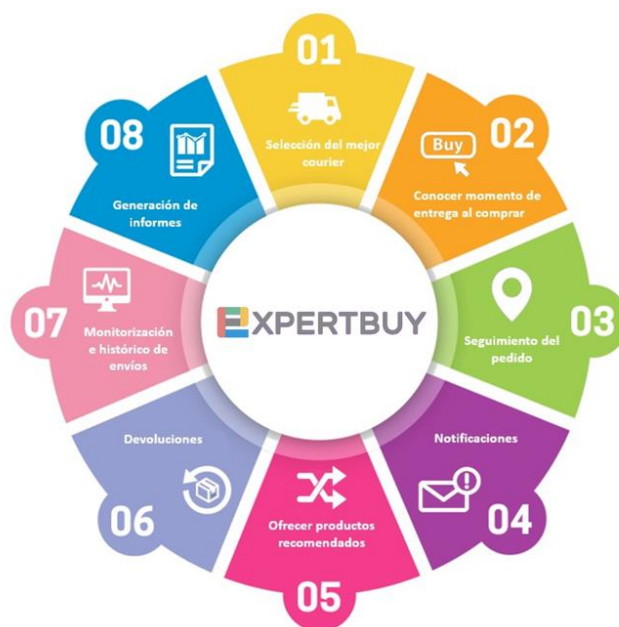 01
Selección del mejor
courier
02
Buy
Conocer momento de
entrega al comprar
03
Seguimiento del
pedido
Notificaciones
04
Ofrecer productos
recomendados
05
Devoluciones
06
07
Monitorización
e histórico de
envíos
08
Generación de
informes
EXPERTBUY